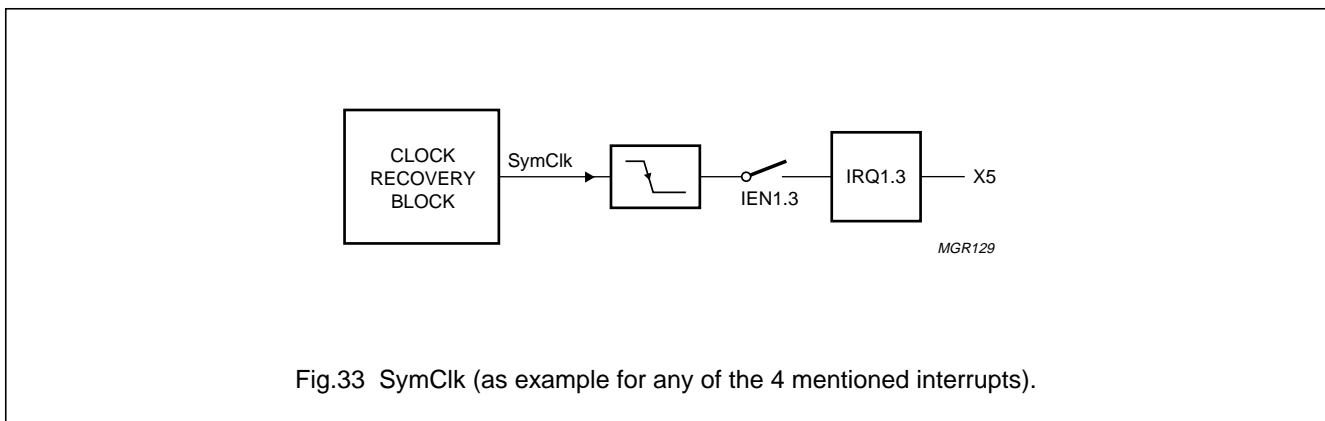 CLOCK
RECOVERY
BLOCK
SymClk
IEN1.3
IRQ1.3
X5
MGR129
Fig.33 SymClk (as example for any of the 4 mentioned interrupts).